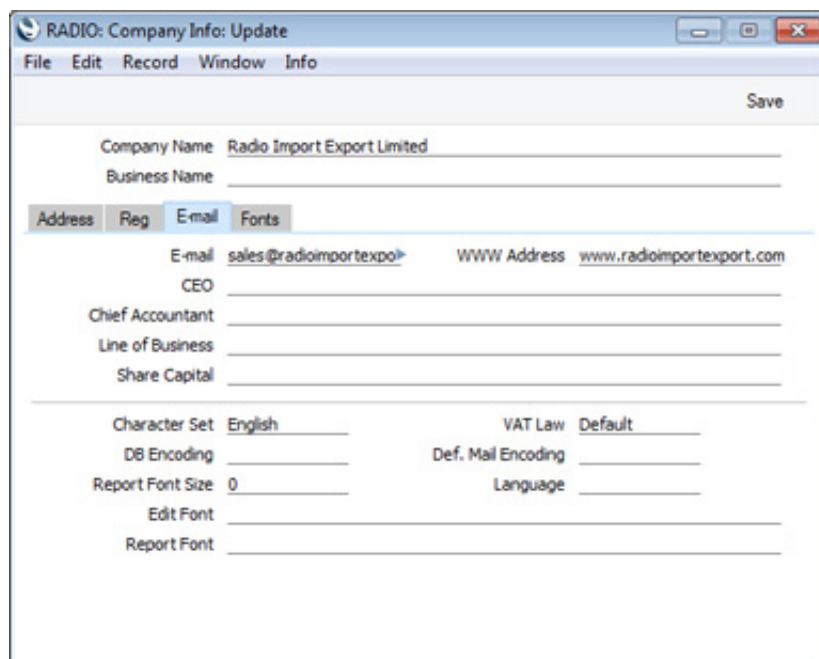 RADIO: Company Info: Update
File Edit Record Window Info
Save
Company Name Radio Import Export Limited
Business Name
Address Reg E-mail Fonts
E-mail sales@radioimportexpo WWW Address www.radioimportexport.com
CEO
Chief Accountant
Line of Business
Share Capital
Character Set English VAT Law Default
DB Encoding Def. Mail Encoding
Report Font Size 0 Language
Edit Font
Report Font